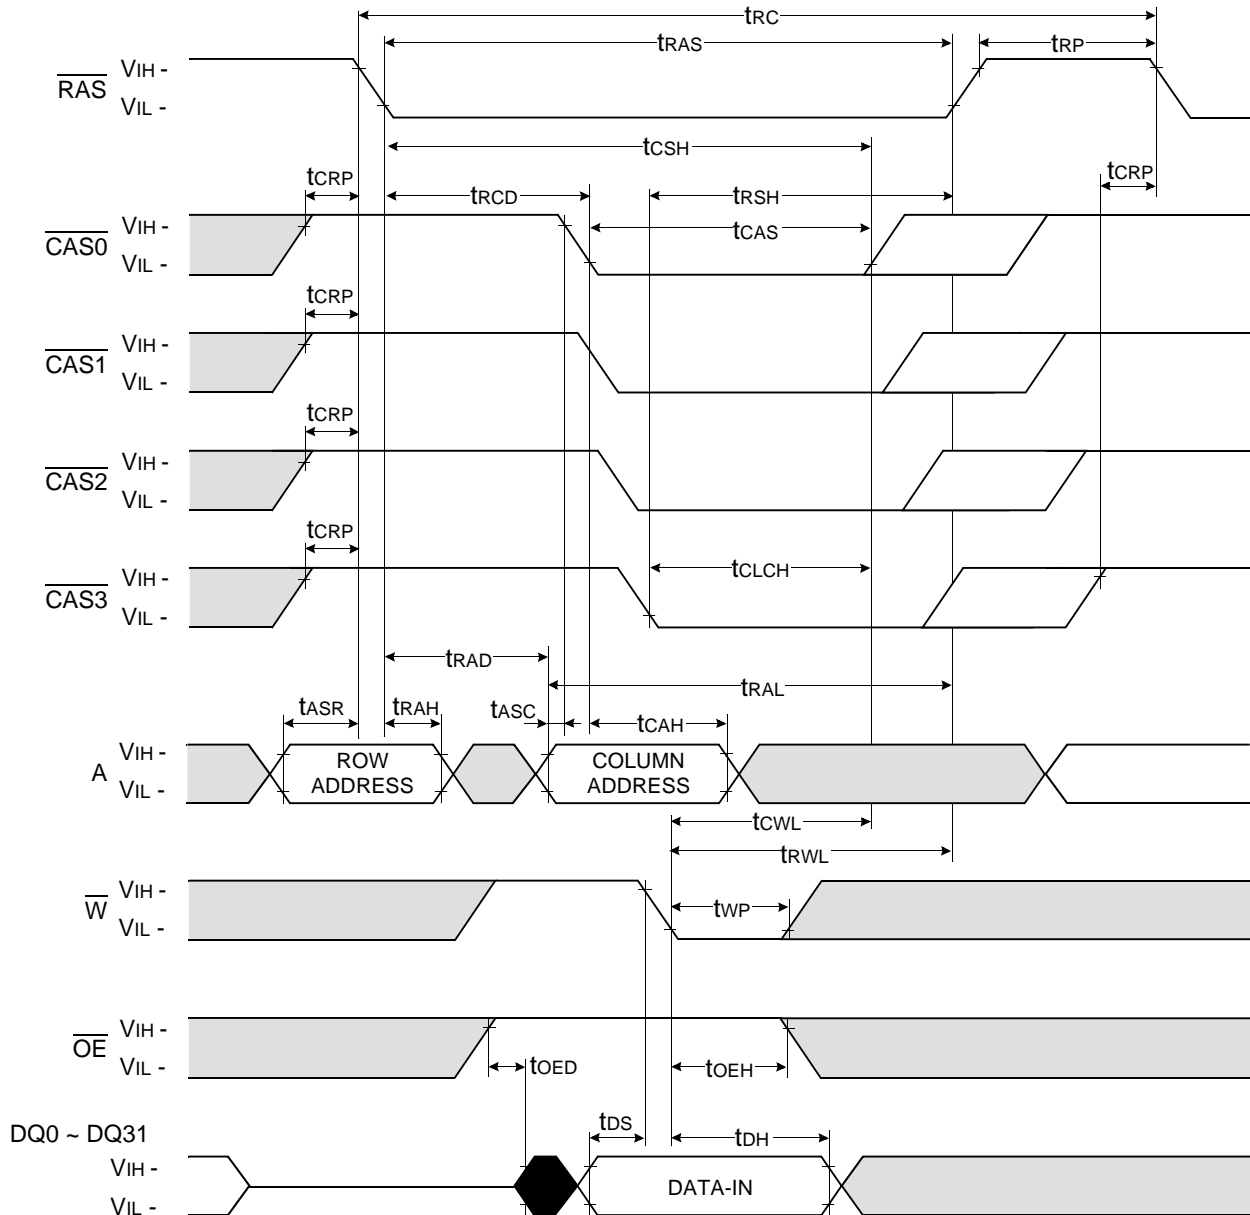 tRC
tRAS
tRP
RAS
VIH -
VIL -
tCSH
tCRP
tRCD
tRSH
tCRP
CAS0
VIH -
VIL -
tCAS
tCRP
CAS1
VIH -
VIL -
tCRP
CAS2
VIH -
VIL -
tCRP
CAS3
VIH -
VIL -
tCLCH
tRAD
tRAL
tASR
tRAH
tASC
tCAH
A
VIH -
VIL -
ROW
ADDRESS
COLUMN
ADDRESS
tCWL
tRWL
W
VIH -
VIL -
tWP
OE
VIH -
VIL -
tOED
tOEH
tDS
tDH
DQ0 ~ DQ31
VIH -
VIL -
DATA-IN